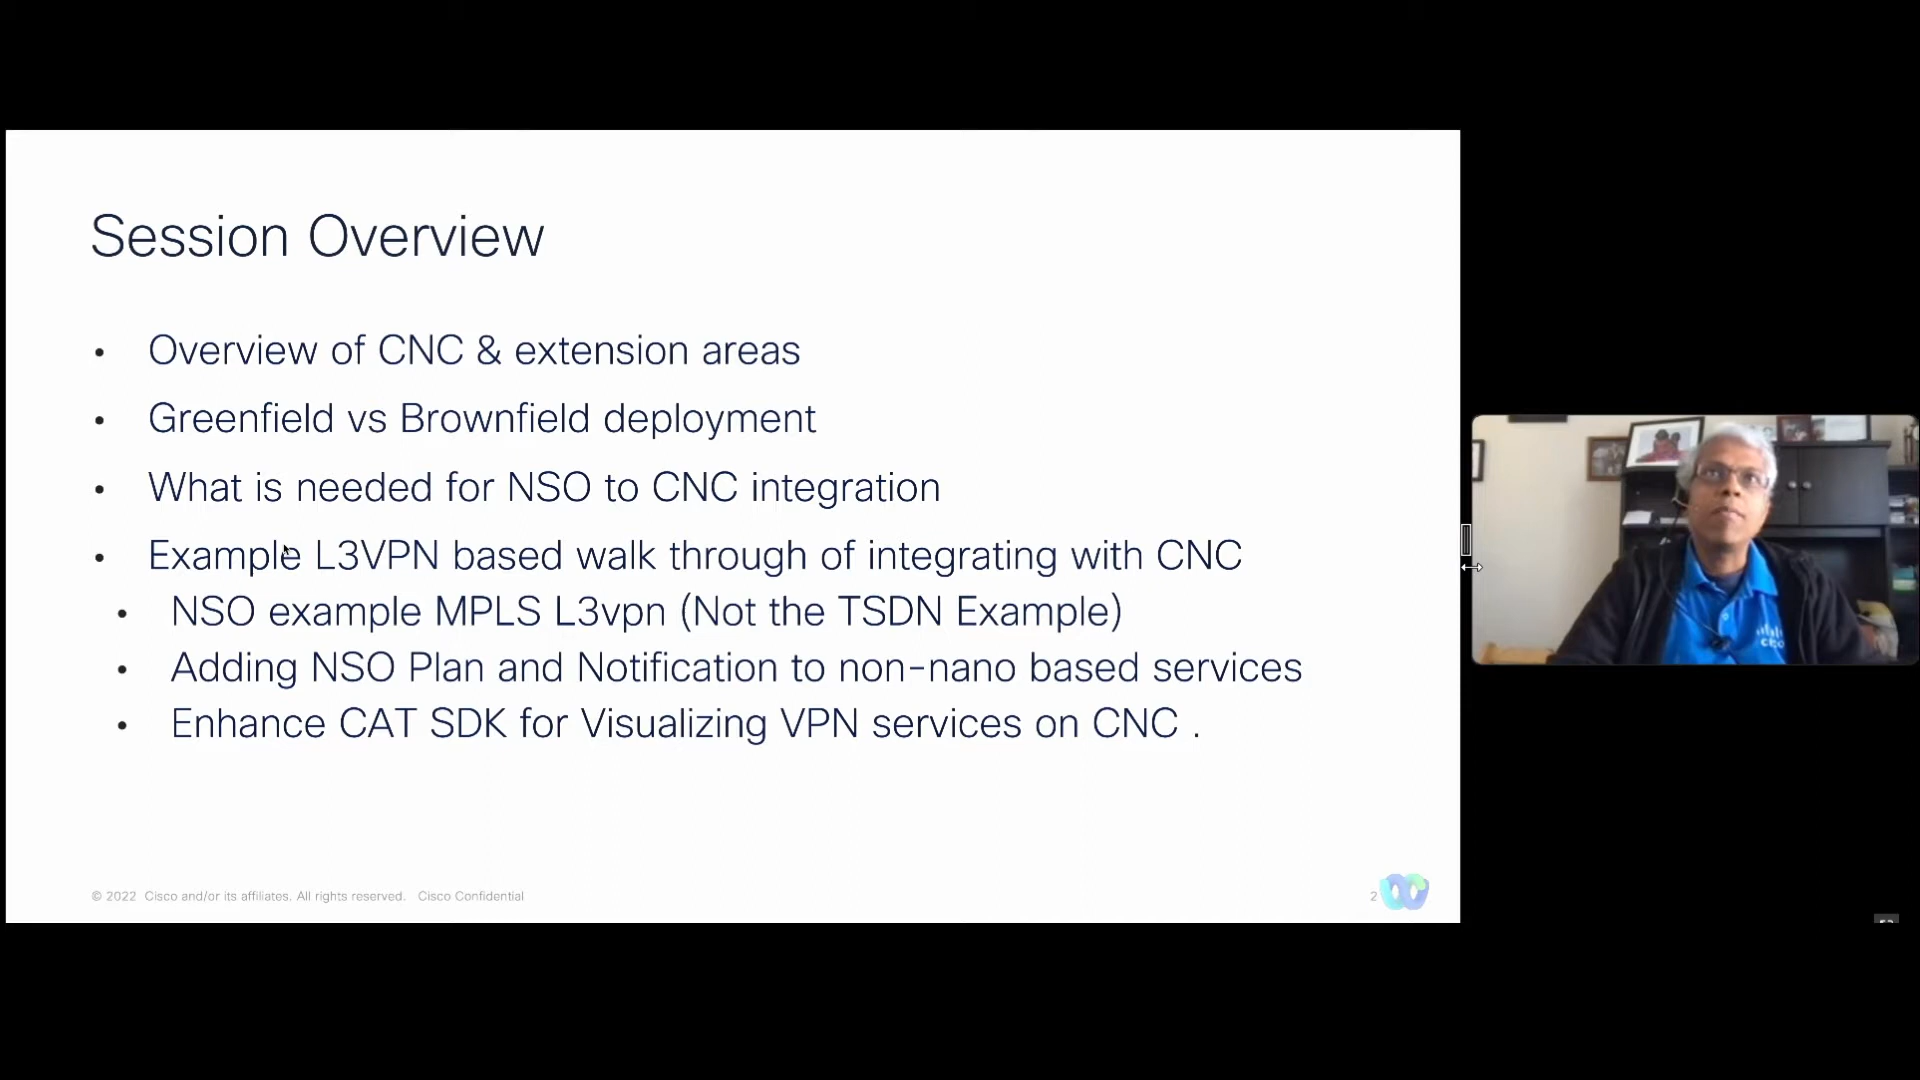 Session Overview
• Overview of CNC & extension areas
• Greenfield vs Brownfield deployment
• What is needed for NSO to CNC integration
• Example L3VPN based walk through of integrating with CNC
• NSO example MPLS L3vpn (Not the TSDN Example)
• Adding NSO Plan and Notification to non-nano based services
• Enhance CAT SDK for Visualizing VPN services on CNC .
© 2022 Cisco and/or its affiliates. All rights reserved. Cisco Confidential
2